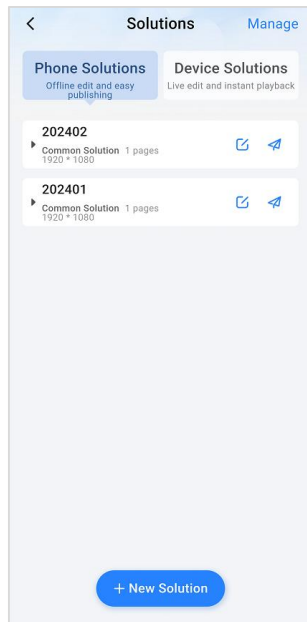 Solutions
Manage
Phone Solutions
Offline edit and easy
publishing
Device Solutions
Live edit and instant playback
202402
Common Solution 1 pages
1920 * 1080
202401
Common Solution 1 pages
1920 * 1080
+ New Solution